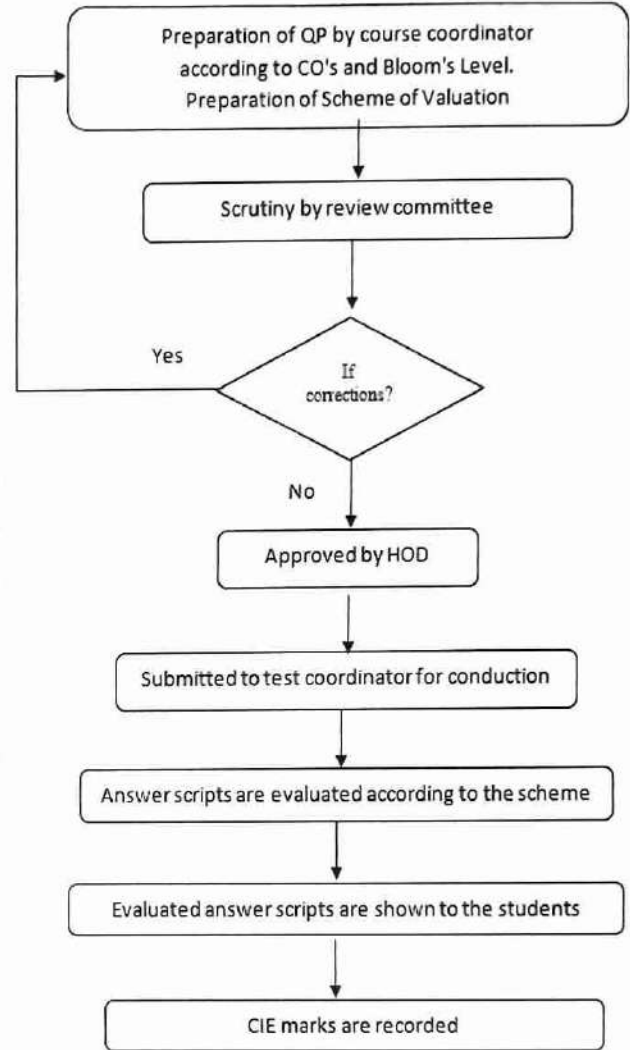 Preparation of QP by course coordinator
according to CO's and Bloom's Level.
Preparation of Scheme of Valuation
Scrutiny by review committee
If
corrections?
Yes
No
Approved by HOD
Submitted to test coordinator for conduction
Answer scripts are evaluated according to the scheme
Evaluated answer scripts are shown to the students
CIE marks are recorded